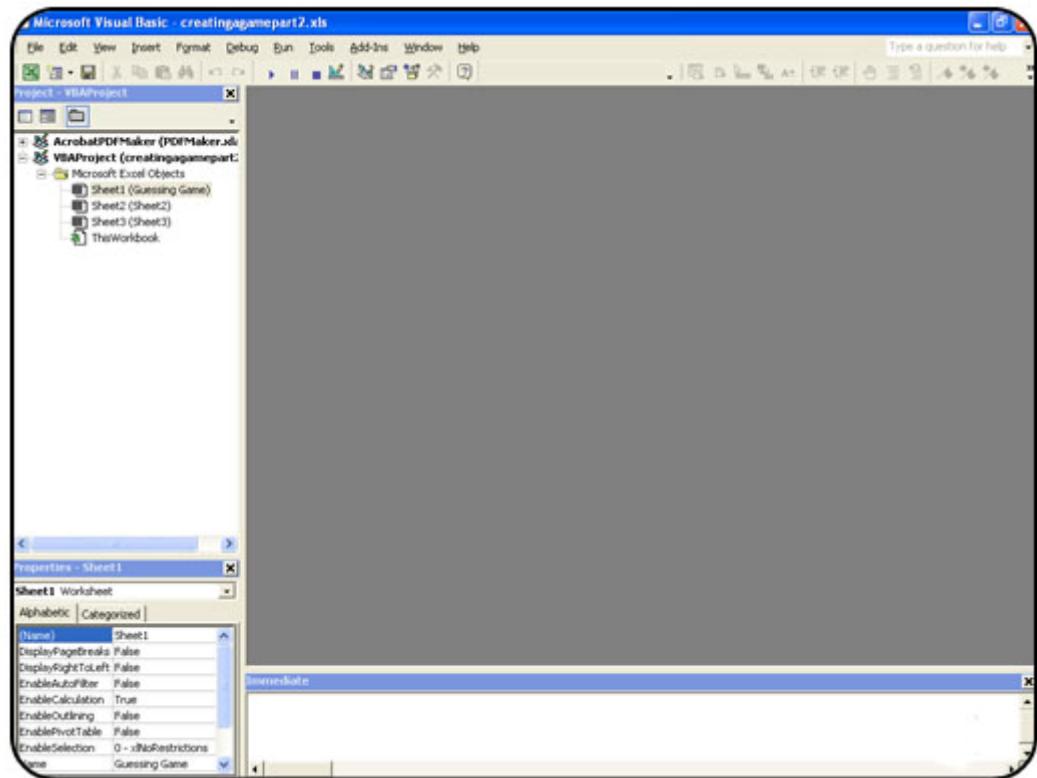 Microsoft Visual Basic - creatingagamepart2.xls
File Edit View Insert Format Debug Run Tools Add-Ins Window Help
Type a question for help
Project - VBAProject
AcrobatPDFMaker (PDFMaker.xla
VBAProject (creatingagamepart2
Microsoft Excel Objects
Sheet1 (Guessing Game)
Sheet2 (Sheet2)
Sheet3 (Sheet3)
ThisWorkbook
Properties - Sheet1
Sheet1 Worksheet
Alphabetic Categorized
(Name) Sheet1
DisplayPageBreaks False
DisplayRightToLeft False
EnableAutoFilter False
EnableCalculation True
EnableOutlining False
EnablePivotTable False
EnableSelection 0 - xlNoRestrictions
Name Guessing Game
Immediate